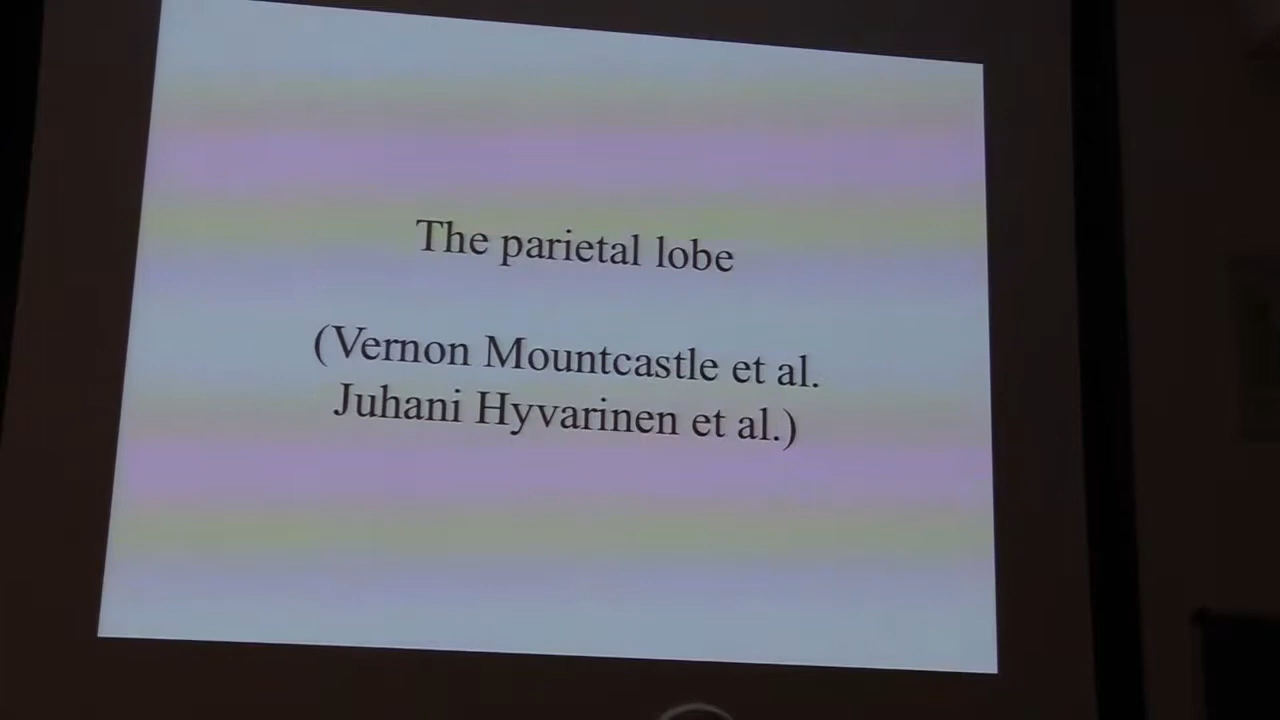 The parietal lobe
(Vernon Mountcastle et al.
Juhani Hyvarinen et al.)